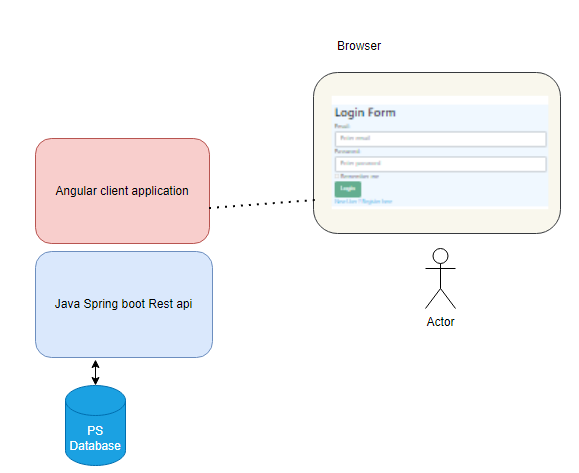 Browser
Login Form
Email
Enter email
Password
Enter password
Remember me
Login
New User ? Register here
Angular client application
Java Spring boot Rest api
Actor
PS
Database